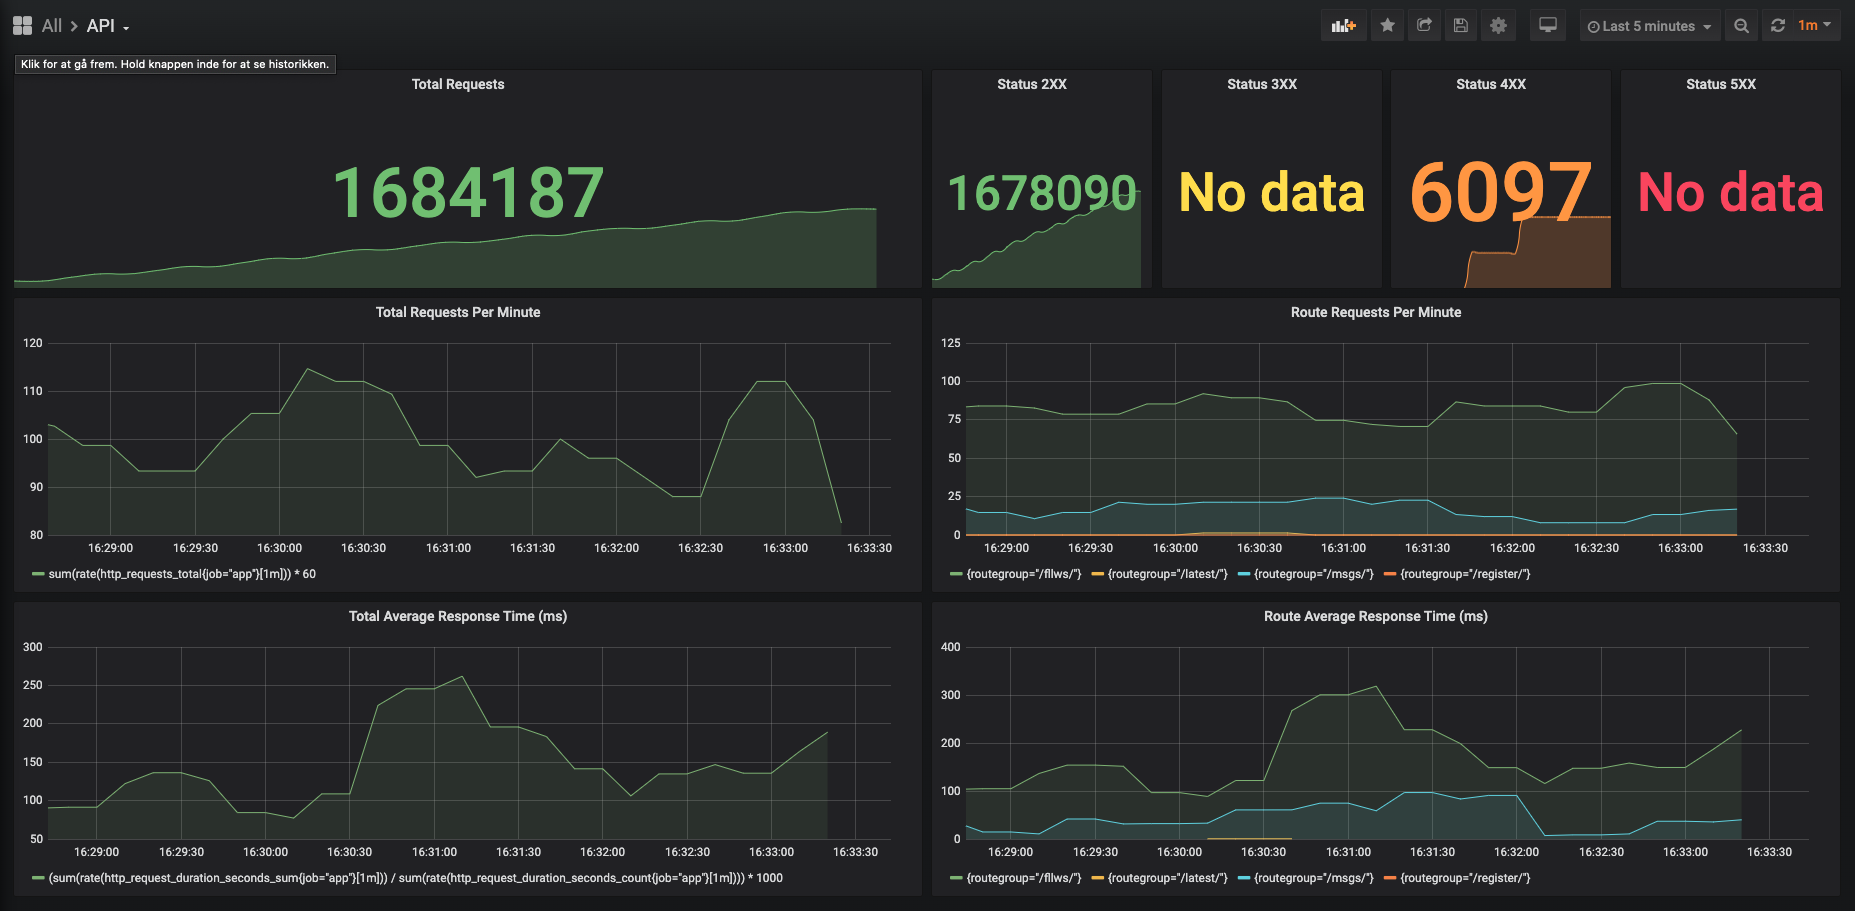 All > API
Last 5 minutes
1m
Klik for at gå frem. Hold knappen inde for at se historikken.
Total Requests
1684187
Status 2XX
1678090
Status 3XX
No data
Status 4XX
6097
Status 5XX
No data
Total Requests Per Minute
120
110
100
90
80
16:29:00 16:29:30 16:30:00 16:30:30 16:31:00 16:31:30 16:32:00 16:32:30 16:33:00 16:33:30
sum(rate(http_requests_total{job="app"}[1m])) * 60
Route Requests Per Minute
125
100
75
50
25
0
16:29:00 16:29:30 16:30:00 16:30:30 16:31:00 16:31:30 16:32:00 16:32:30 16:33:00 16:33:30
{routegroup="/fllws/"} {routegroup="/latest/"} {routegroup="/msgs/"} {routegroup="/register/"}
Total Average Response Time (ms)
300
250
200
150
100
50
16:29:00 16:29:30 16:30:00 16:30:30 16:31:00 16:31:30 16:32:00 16:32:30 16:33:00 16:33:30
(sum(rate(http_request_duration_seconds_sum{job="app"}[1m])) / sum(rate(http_request_duration_seconds_count{job="app"}[1m]))) * 1000
Route Average Response Time (ms)
400
300
200
100
0
16:29:00 16:29:30 16:30:00 16:30:30 16:31:00 16:31:30 16:32:00 16:32:30 16:33:00 16:33:30
{routegroup="/fllws/"} {routegroup="/latest/"} {routegroup="/msgs/"} {routegroup="/register/"}